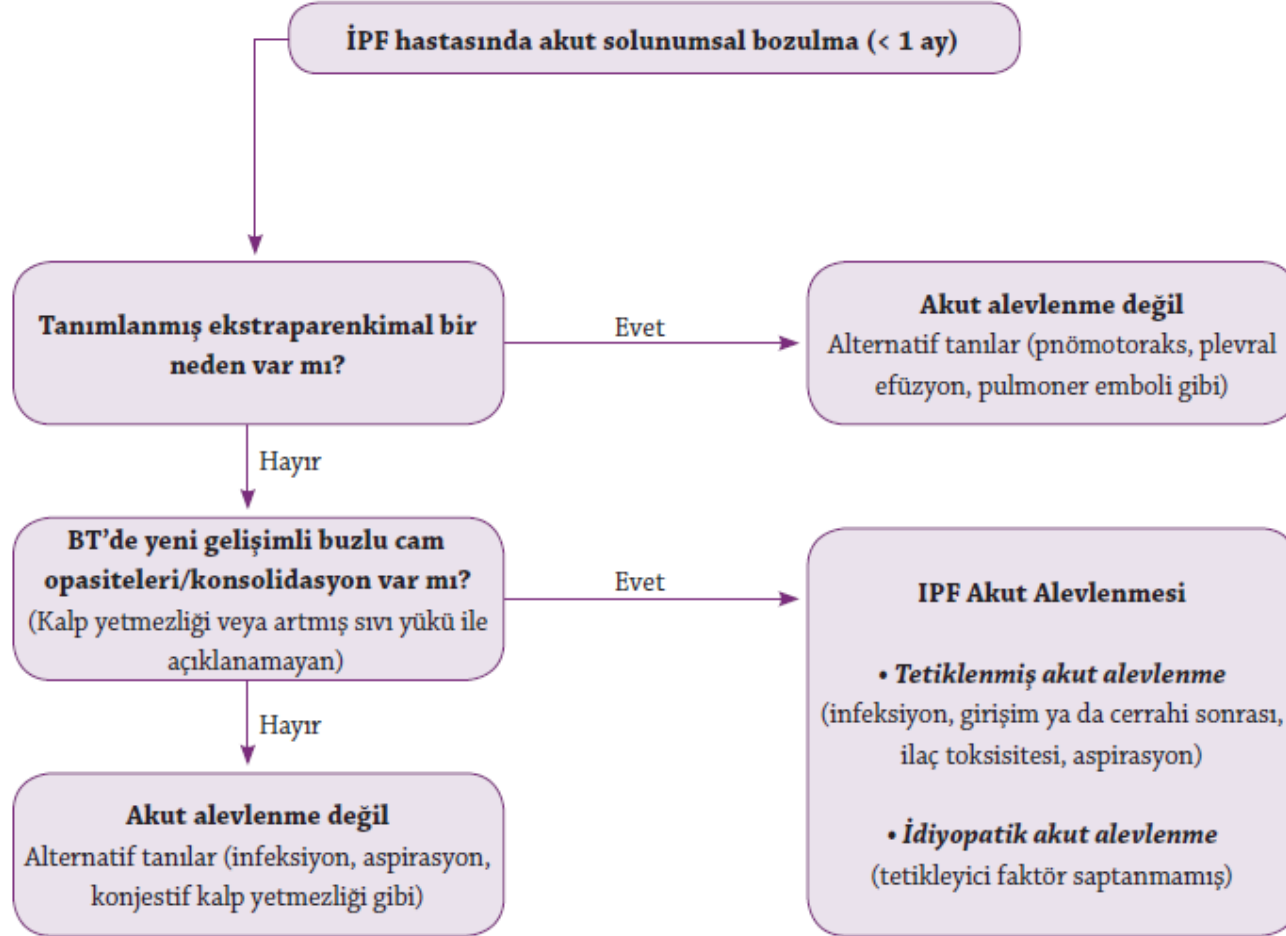 İPF hastasında akut solunumsal bozulma (< 1 ay)
Tanımlanmış ekstraparenkimal bir
neden var mı?
Evet
Akut alevlenme değil
Alternatif tanılar (pnömotoraks, plevral
efüzyon, pulmoner emboli gibi)
Hayır
BT’de yeni gelişimli buzlu cam
opasiteleri/konsolidasyon var mı?
(Kalp yetmezliği veya artmış sıvı yükü ile
açıklanamayan)
Evet
IPF Akut Alevlenmesi
• Tetiklenmiş akut alevlenme
(infeksiyon, girişim ya da cerrahi sonrası,
ilaç toksisitesi, aspirasyon)
• İdiyopatik akut alevlenme
(tetikleyici faktör saptanmamış)
Hayır
Akut alevlenme değil
Alternatif tanılar (infeksiyon, aspirasyon,
konjestif kalp yetmezliği gibi)